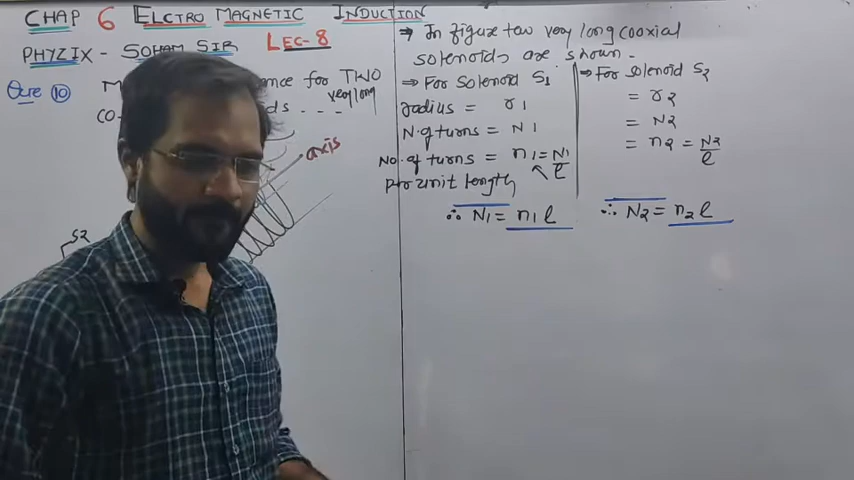 CHAP 6 ELCTRO MAGNETIC INDUCTION
PHYZIX - SOHAM SIR LEC-8
Que 10 M ance for TWO
very long
co- ds . . . .
axis
S2
→ In figure two very long coaxial
solenoids are shown.
⇒ For Solenoid S1
radius = r1
N.of turns = N1
No. of turns = n1 = N1/l
per unit length
∴ N1 = n1 l
⇒ For solenoid S2
= r2
= N2
= n2 = N2/l
∴ N2 = n2 l